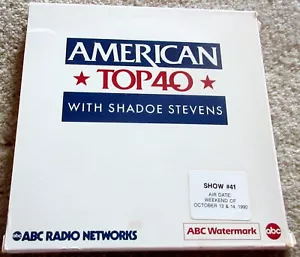 AMERICAN
★ TOP40 ★
WITH SHADOE STEVENS
SHOW #41
AIR DATE:
WEEKEND OF
OCTOBER 13 & 14, 1990
abc ABC RADIO NETWORKS
ABC Watermark abc